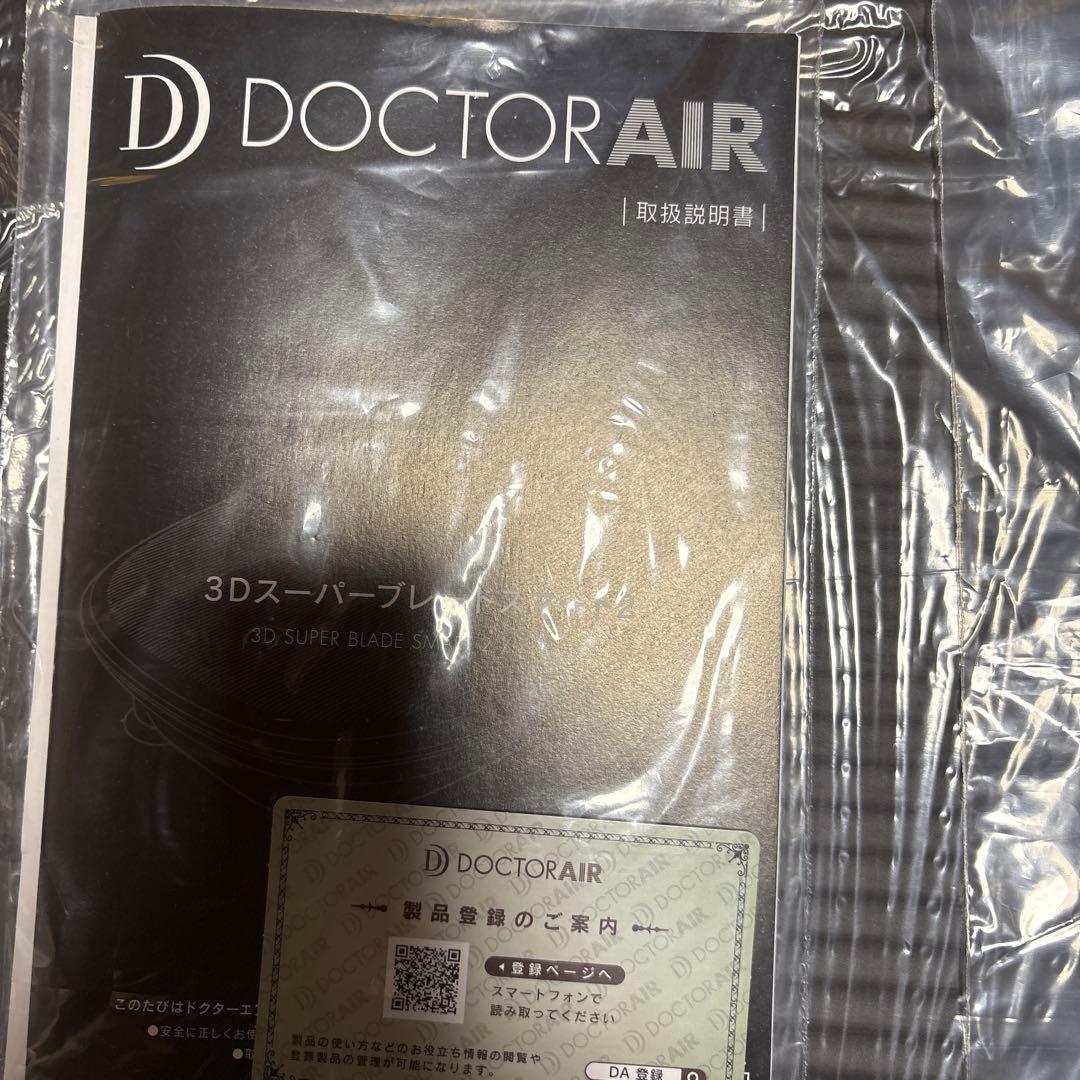 D DOCTORAIR
取扱説明書
3Dスーパーブレードスマート2
3D SUPER BLADE
D DOCTORAIR
製品登録のご案内
登録ページへ
スマートフォンで
読み取ってください
このたびはドクターエア
●安全に正しくお使
●取
製品の使い方などのお役立ち情報の閲覧や
登録製品の管理が可能になります。
DA 登録